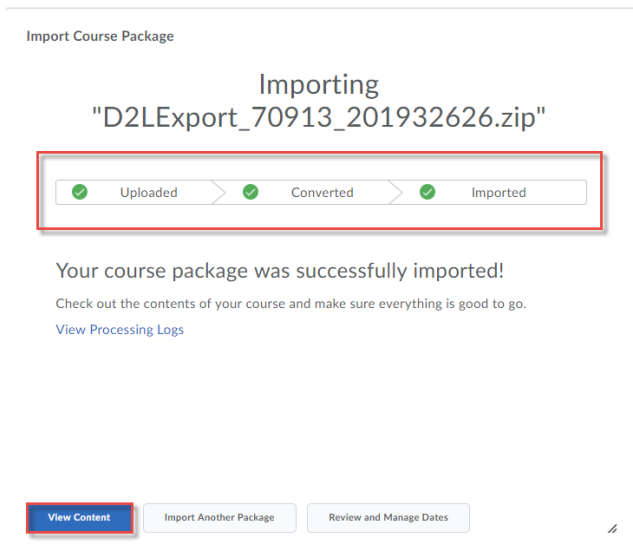 Import Course Package
Importing
"D2LExport_70913_201932626.zip"
Uploaded Converted Imported
Your course package was successfully imported!
Check out the contents of your course and make sure everything is good to go.
View Processing Logs
View Content Import Another Package Review and Manage Dates